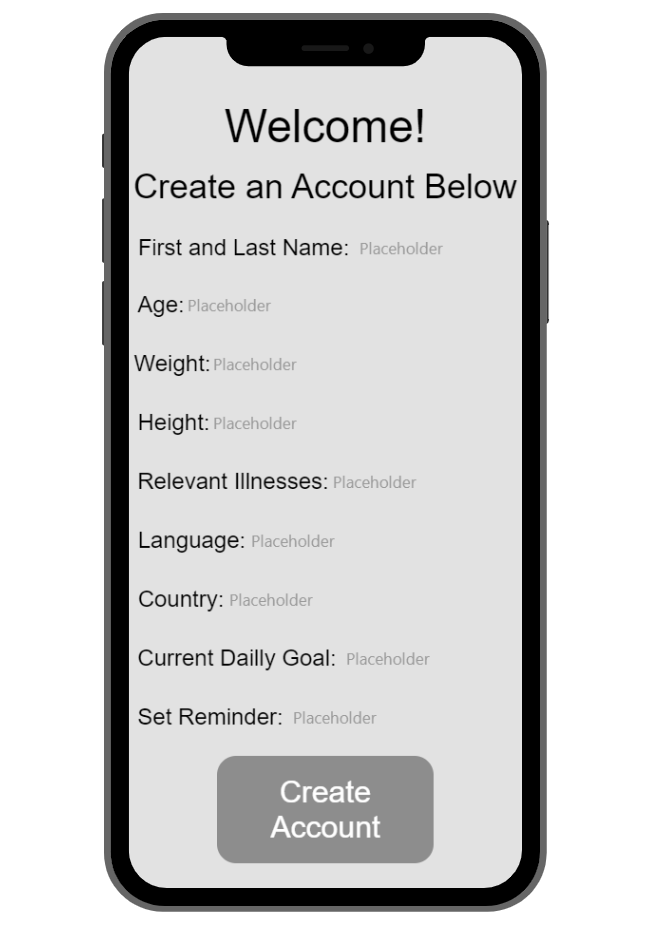 Welcome!
Create an Account Below
First and Last Name: Placeholder
Age: Placeholder
Weight: Placeholder
Height: Placeholder
Relevant Illnesses: Placeholder
Language: Placeholder
Country: Placeholder
Current Dailly Goal: Placeholder
Set Reminder: Placeholder
Create
Account